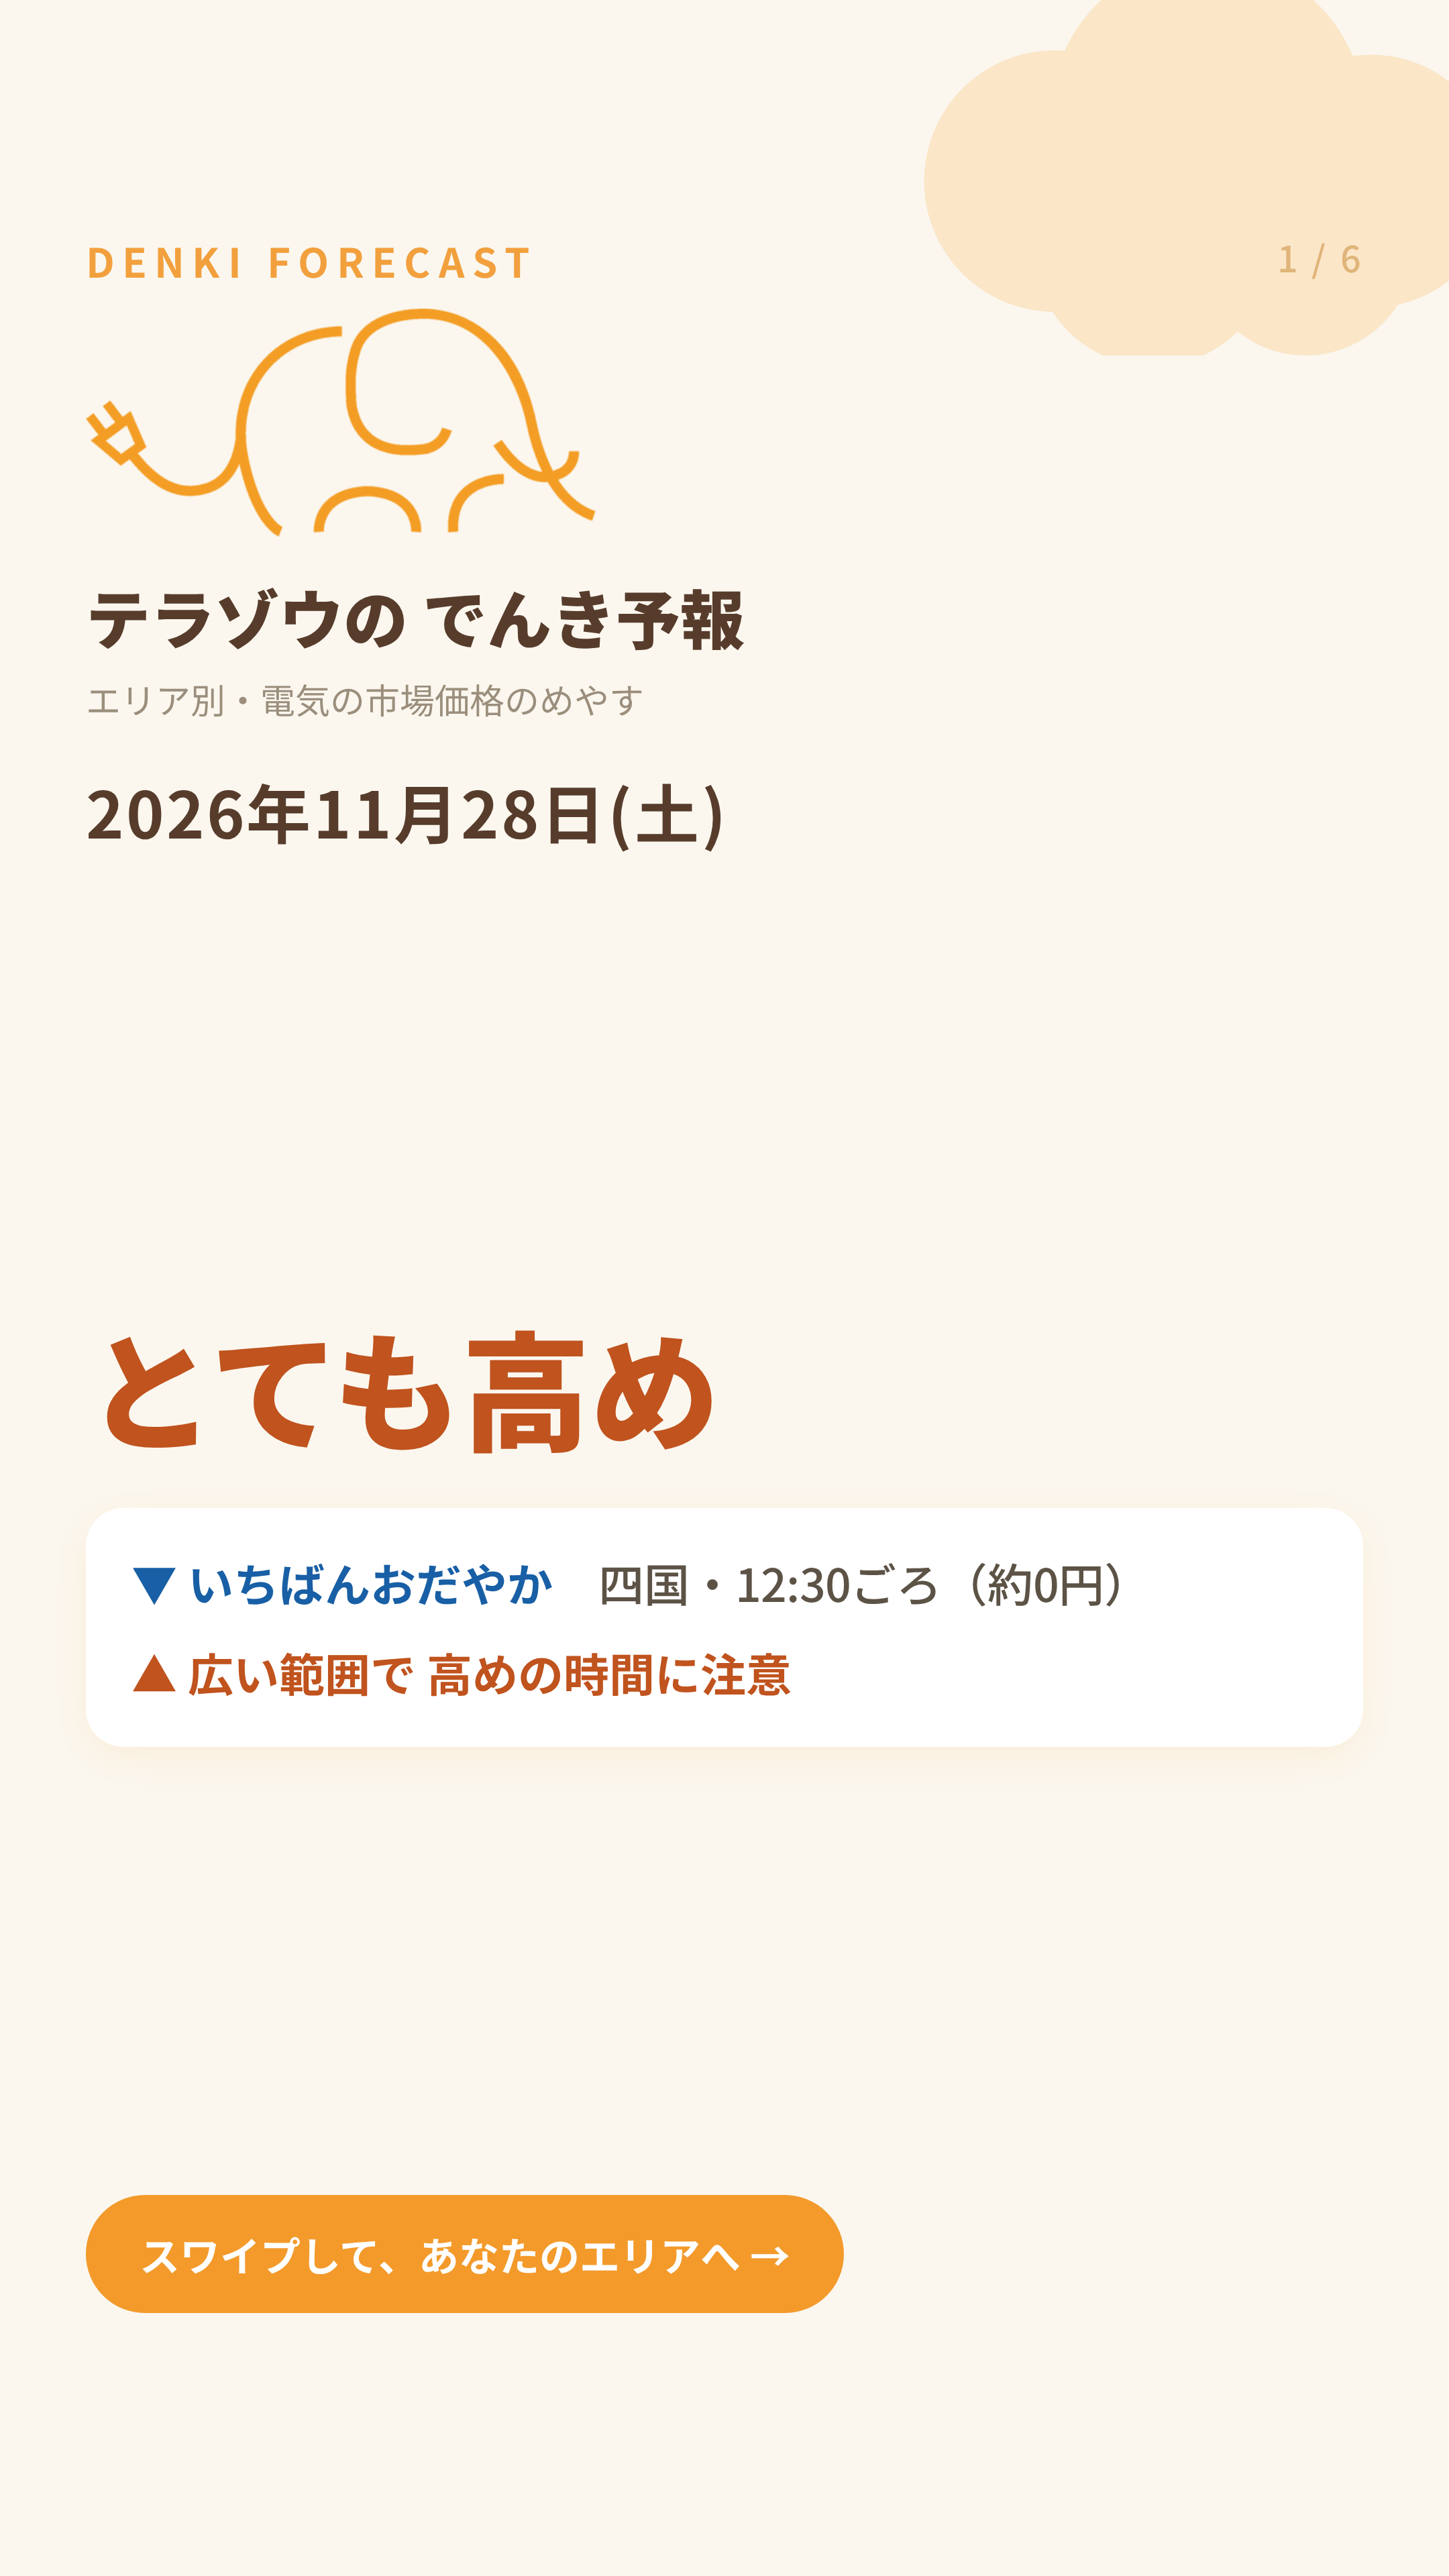 DENKI FORECAST
1 / 6
テラゾウの でんき予報
エリア別・電気の市場価格のめやす
2026年11月28日(土)
とても高め
▼ いちばんおだやか　四国・12:30ごろ（約0円）
▲ 広い範囲で 高めの時間に注意
スワイプして、あなたのエリアへ →